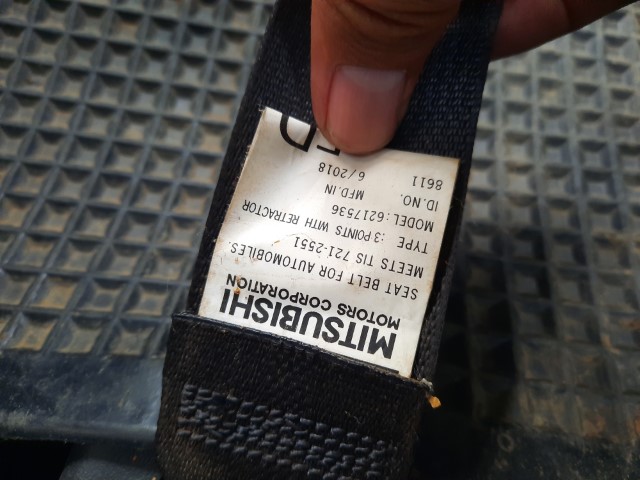 MITSUBISHI
MOTORS CORPORATION
SEAT BELT FOR AUTOMOBILES.
MEETS TIS 721-2551
TYPE :3 POINTS WITH RETRACTOR
MODEL:6217536
ID.NO. MFD.IN
8611 6/2018